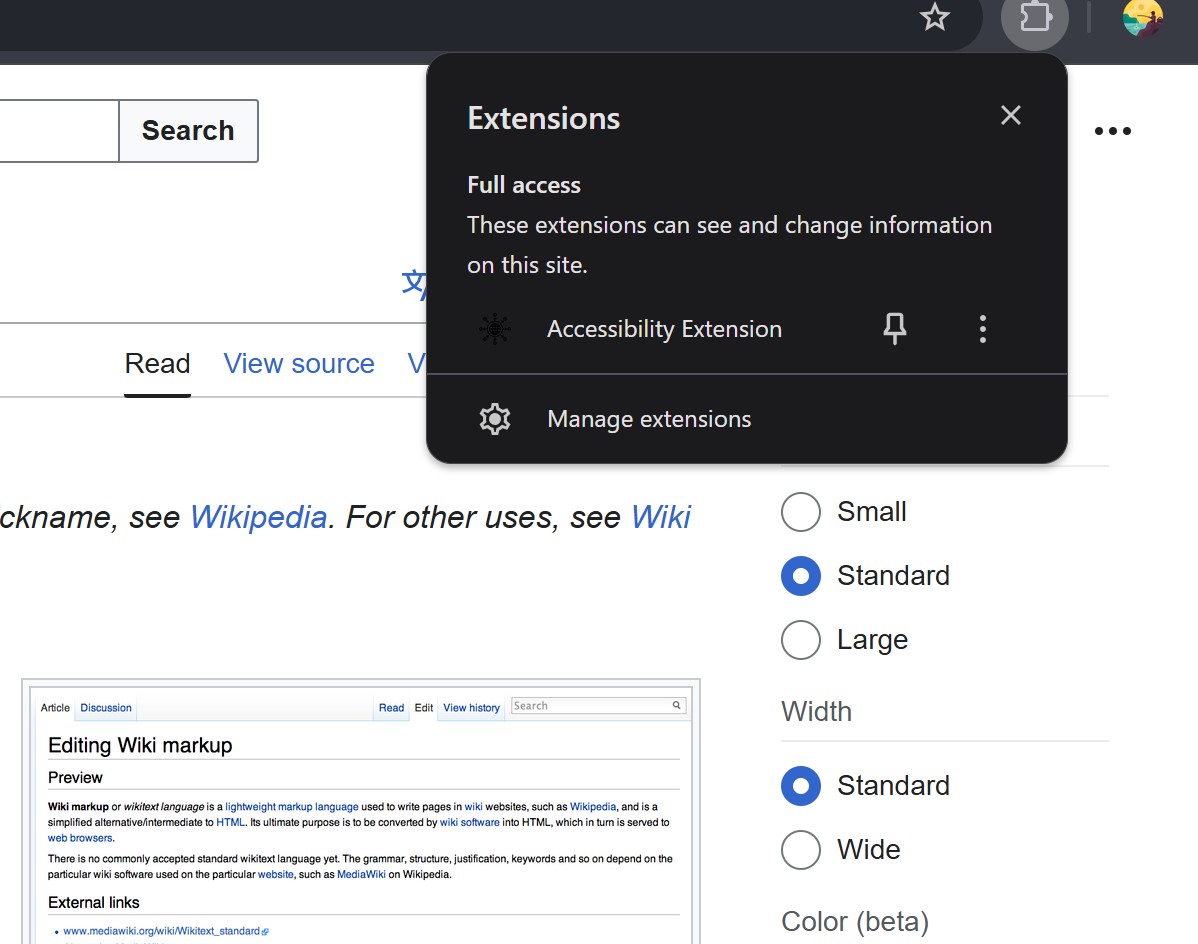 Search
Extensions
Full access
These extensions can see and change information
on this site.
Accessibility Extension
Manage extensions
文
Read View source V
ckname, see Wikipedia. For other uses, see Wiki
Small
Standard
Large
Width
Standard
Wide
Color (beta)
Article Discussion Read Edit View history Search
Editing Wiki markup
Preview
Wiki markup or wikitext language is a lightweight markup language used to write pages in wiki websites, such as Wikipedia, and is a
simplified alternative/intermediate to HTML. Its ultimate purpose is to be converted by wiki software into HTML, which in turn is served to
web browsers.
There is no commonly accepted standard wikitext language yet. The grammar, structure, justification, keywords and so on depend on the
particular wiki software used on the particular website, such as MediaWiki on Wikipedia.
External links
www.mediawiki.org/wiki/Wikitext_standard